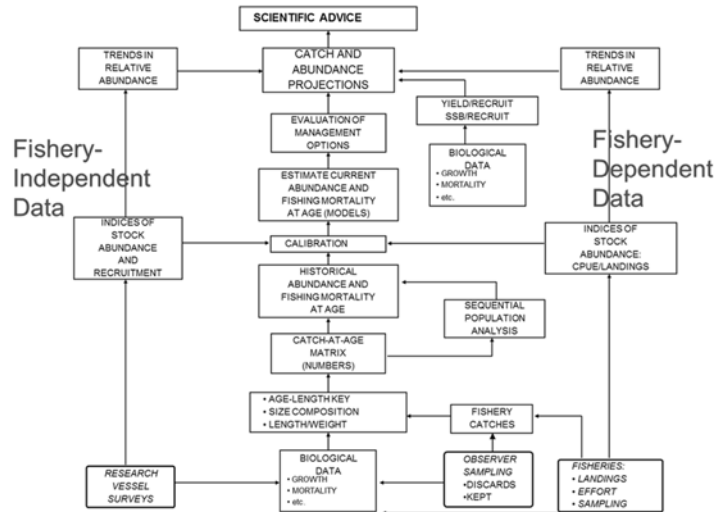 SCIENTIFIC ADVICE
TRENDS IN
RELATIVE
ABUNDANCE
CATCH AND
ABUNDANCE
PROJECTIONS
TRENDS IN
RELATIVE
ABUNDANCE
YIELD/RECRUIT
SSB/RECRUIT
EVALUATION OF
MANAGEMENT
OPTIONS
Fishery-
Independent
Data
Fishery-
Dependent
Data
BIOLOGICAL
DATA
• GROWTH
• MORTALITY
• etc.
ESTIMATE CURRENT
ABUNDANCE AND
FISHING MORTALITY
AT AGE (MODELS)
INDICES OF
STOCK
ABUNDANCE
AND
RECRUITMENT
CALIBRATION
INDICES OF
STOCK
ABUNDANCE:
CPUE/LANDINGS
HISTORICAL
ABUNDANCE AND
FISHING MORTALITY
AT AGE
SEQUENTIAL
POPULATION
ANALYSIS
CATCH-AT-AGE
MATRIX
(NUMBERS)
• AGE-LENGTH KEY
• SIZE COMPOSITION
• LENGTH/WEIGHT
FISHERY
CATCHES
RESEARCH
VESSEL
SURVEYS
BIOLOGICAL
DATA
• GROWTH
• MORTALITY
• etc.
OBSERVER
SAMPLING
•DISCARDS
•KEPT
FISHERIES:
• LANDINGS
• EFFORT
• SAMPLING